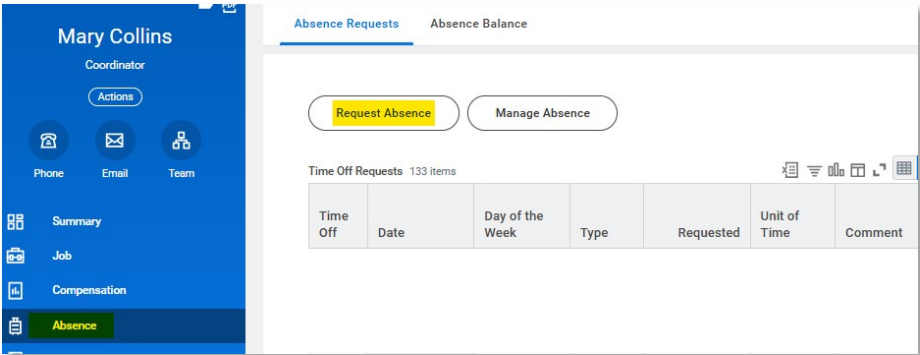 PDF
Mary Collins
Coordinator
Actions
Phone Email Team
Summary
Job
Compensation
Absence
Absence Requests Absence Balance
Request Absence Manage Absence
Time Off Requests 133 items
Time Off Date Day of the Week Type Requested Unit of Time Comment